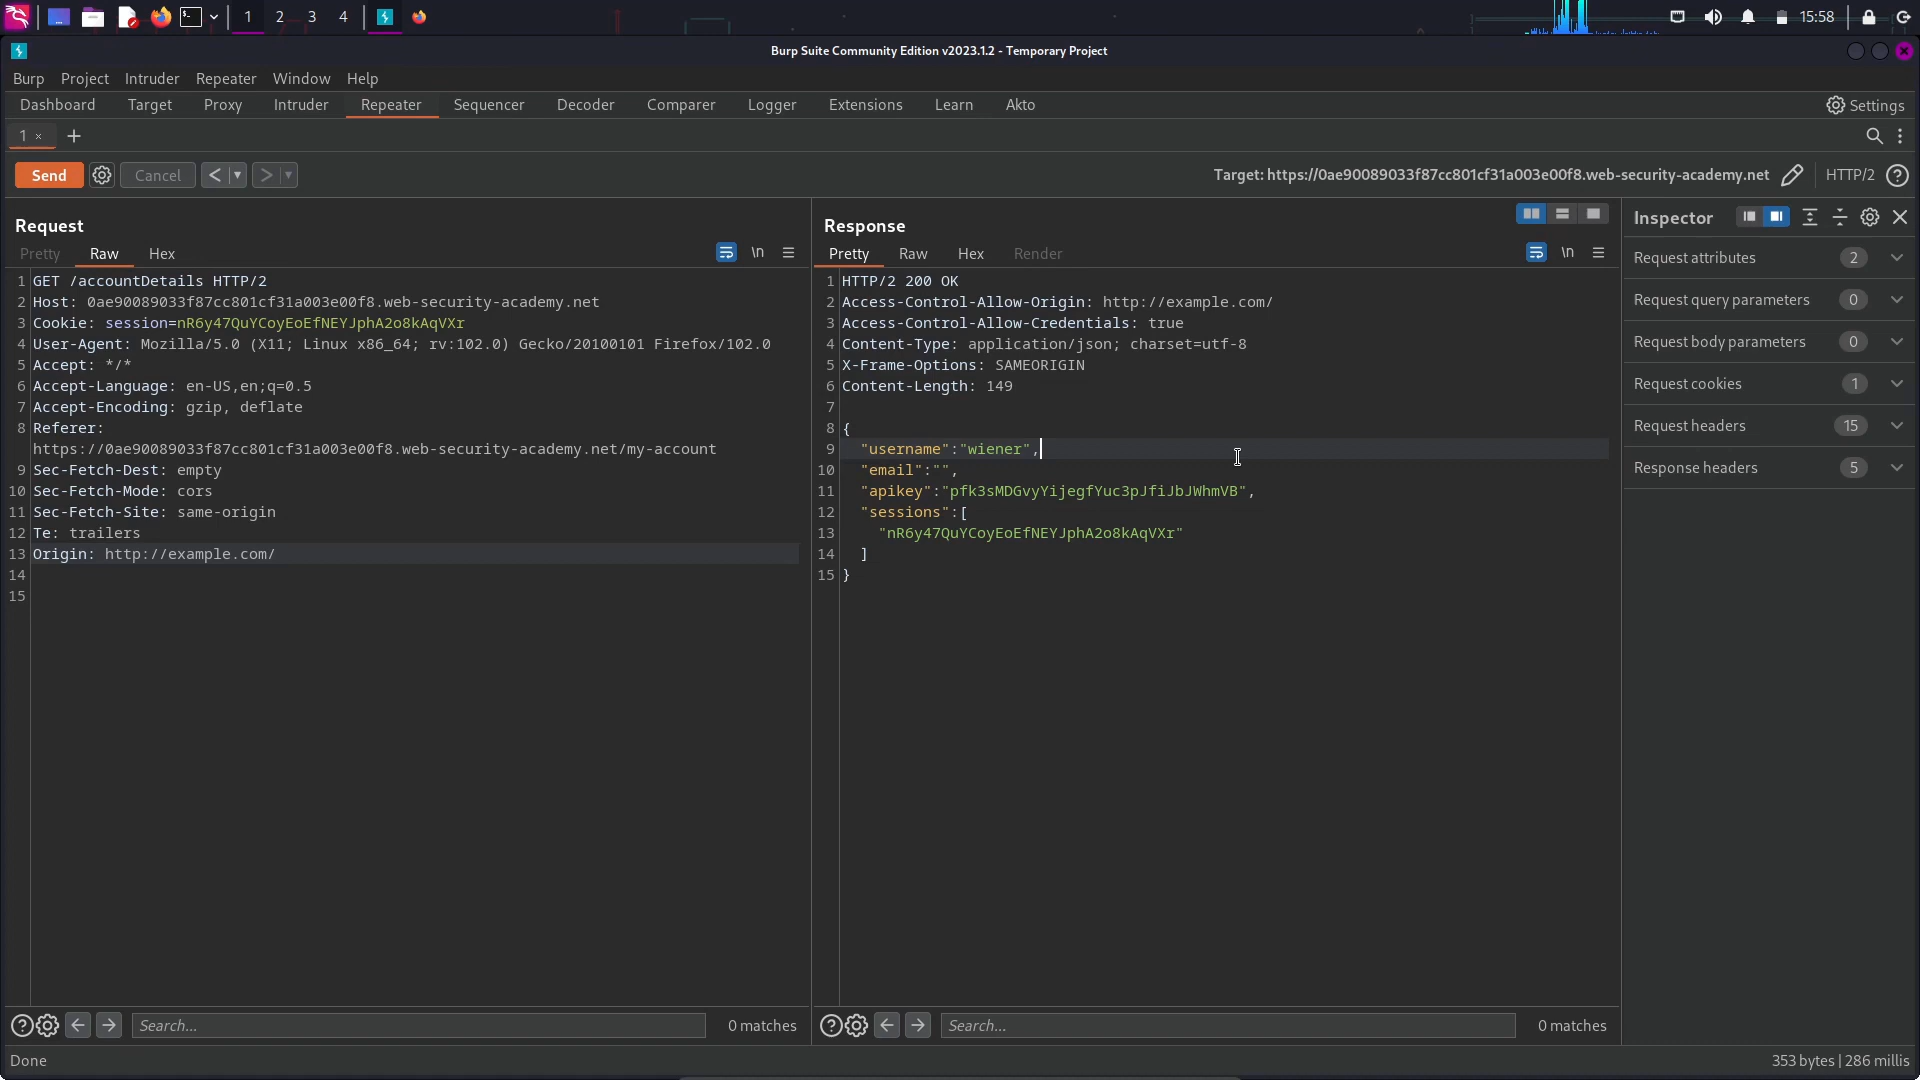 1 2 3 4 15:58
Burp Suite Community Edition v2023.1.2 - Temporary Project
Burp Project Intruder Repeater Window Help
Dashboard Target Proxy Intruder Repeater Sequencer Decoder Comparer Logger Extensions Learn Akto Settings
1 × +
Send Cancel < > Target: https://0ae90089033f87cc801cf31a003e00f8.web-security-academy.net HTTP/2 ?
Request
Pretty Raw Hex \n
1 GET /accountDetails HTTP/2
2 Host: 0ae90089033f87cc801cf31a003e00f8.web-security-academy.net
3 Cookie: session=nR6y47QuYCoyEoEfNEYJphA2o8kAqVXr
4 User-Agent: Mozilla/5.0 (X11; Linux x86_64; rv:102.0) Gecko/20100101 Firefox/102.0
5 Accept: */*
6 Accept-Language: en-US,en;q=0.5
7 Accept-Encoding: gzip, deflate
8 Referer:
https://0ae90089033f87cc801cf31a003e00f8.web-security-academy.net/my-account
9 Sec-Fetch-Dest: empty
10 Sec-Fetch-Mode: cors
11 Sec-Fetch-Site: same-origin
12 Te: trailers
13 Origin: http://example.com/
14
15
? Search... 0 matches
Response
Pretty Raw Hex Render \n
1 HTTP/2 200 OK
2 Access-Control-Allow-Origin: http://example.com/
3 Access-Control-Allow-Credentials: true
4 Content-Type: application/json; charset=utf-8
5 X-Frame-Options: SAMEORIGIN
6 Content-Length: 149
7
8 {
9 "username":"wiener",
10 "email":"",
11 "apikey":"pfk3sMDGvyYijegfYuc3pJfiJbJWhmVB",
12 "sessions":[
13 "nR6y47QuYCoyEoEfNEYJphA2o8kAqVXr"
14 ]
15 }
? Search... 0 matches
Inspector
Request attributes 2
Request query parameters 0
Request body parameters 0
Request cookies 1
Request headers 15
Response headers 5
Done 353 bytes | 286 millis